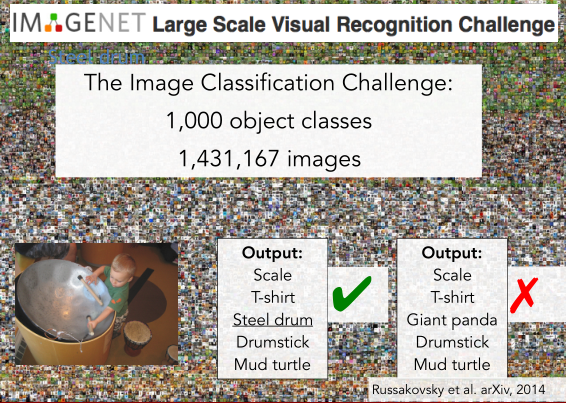 IMAGENET Large Scale Visual Recognition Challenge
Steel drum
The Image Classification Challenge:
1,000 object classes
1,431,167 images
Output:
Scale
T-shirt
Steel drum
Drumstick
Mud turtle
✔
Output:
Scale
T-shirt
Giant panda
Drumstick
Mud turtle
✗
Russakovsky et al. arXiv, 2014